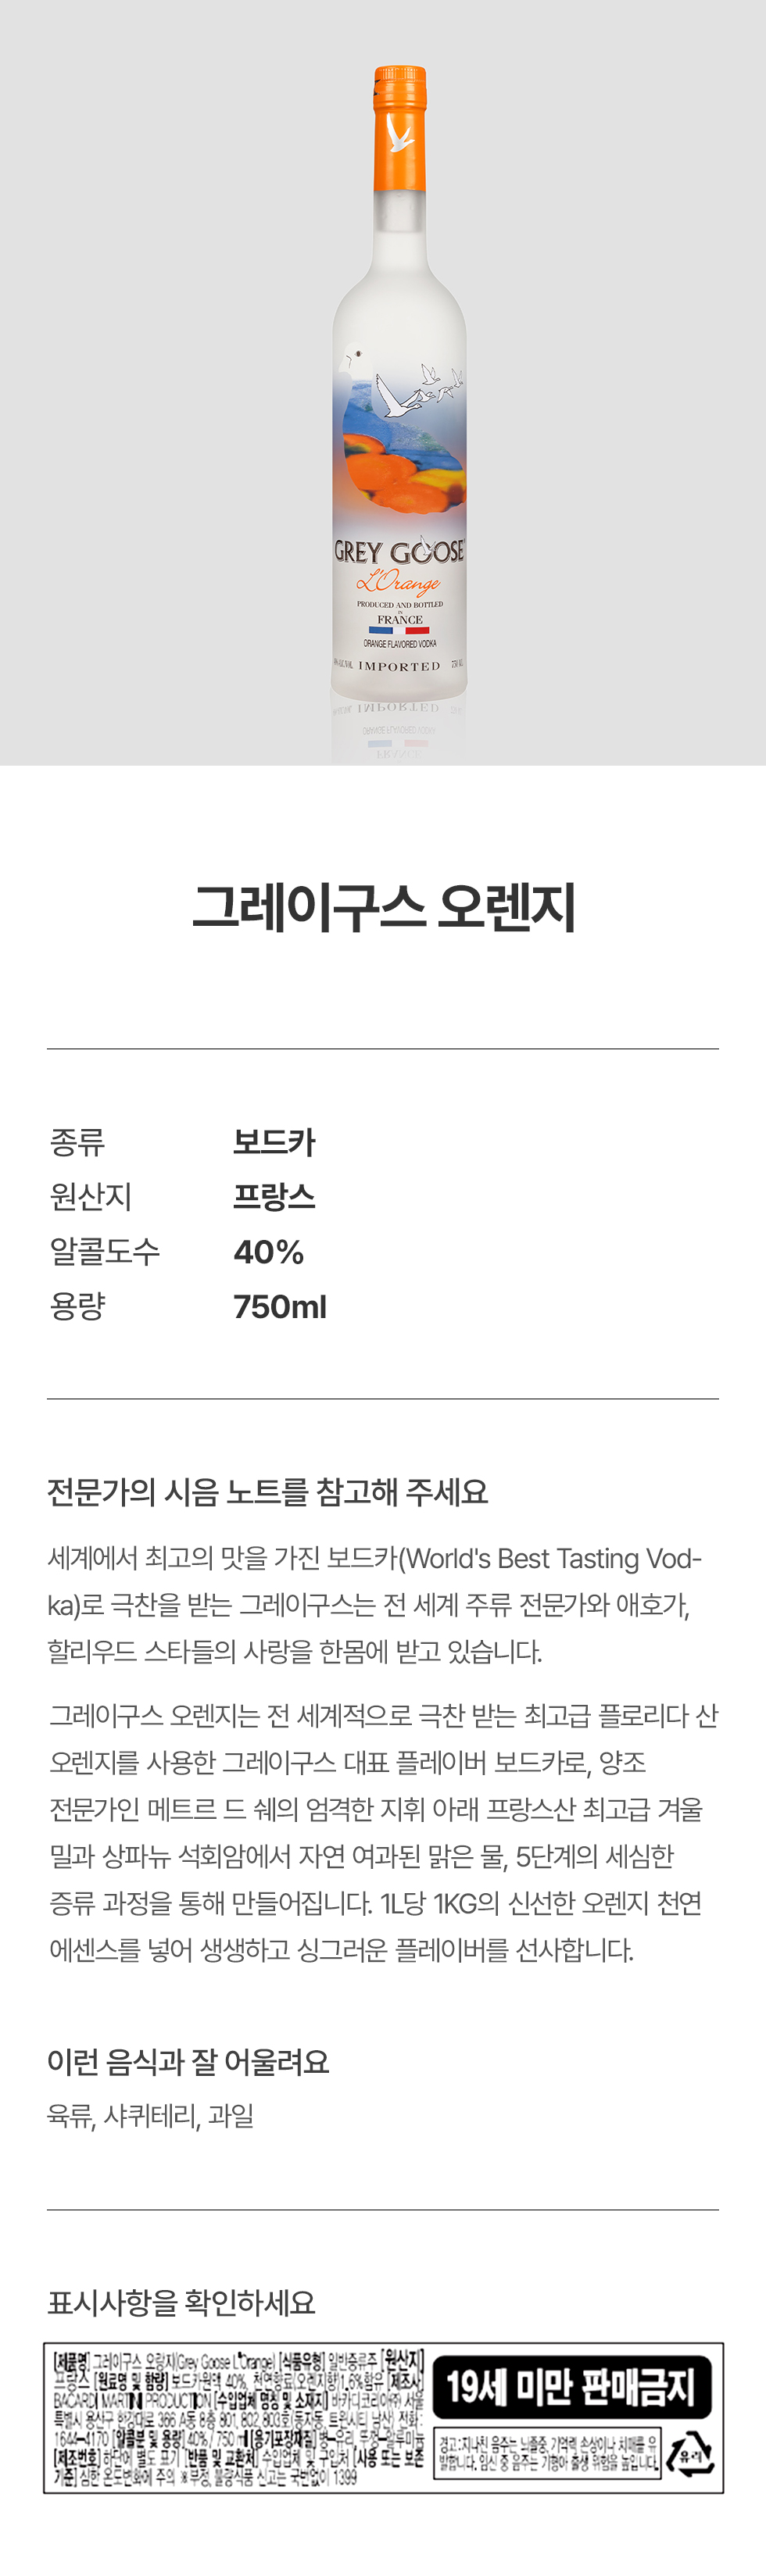 GREY GOOSE
L'Orange
PRODUCED AND BOTTLED
IN
FRANCE
ORANGE FLAVORED VODKA
IMPORTED
그레이구스 오렌지
종류 보드카
원산지 프랑스
알콜도수 40%
용량 750ml
전문가의 시음 노트를 참고해 주세요
세계에서 최고의 맛을 가진 보드카(World's Best Tasting Vod-
ka)로 극찬을 받는 그레이구스는 전 세계 주류 전문가와 애호가,
할리우드 스타들의 사랑을 한몸에 받고 있습니다.
그레이구스 오렌지는 전 세계적으로 극찬 받는 최고급 플로리다 산
오렌지를 사용한 그레이구스 대표 플레이버 보드카로, 양조
전문가인 메트르 드 쉐의 엄격한 지휘 아래 프랑스산 최고급 겨울
밀과 상파뉴 석회암에서 자연 여과된 맑은 물, 5단계의 세심한
증류 과정을 통해 만들어집니다. 1L당 1KG의 신선한 오렌지 천연
에센스를 넣어 생생하고 싱그러운 플레이버를 선사합니다.
이런 음식과 잘 어울려요
육류, 샤퀴테리, 과일
표시사항을 확인하세요
[제품명] 그레이구스 오랑지(Grey Goose L'Orange) [식품유형] 일반증류주 [원산지]
프랑스 [원료명 및 함량] 보드카원액 40%, 천연향료(오렌지향)1.6%함유 [제조사]
BACARDI MARTINI PRODUCTION [수입업체 명칭 및 소재지] 바카디코리아㈜ 서울
특별시 용산구 한강대로 366 A동 8층 801, 802, 803호(동자동, 트윈시티 남산) 전화 :
1644-4170 [알콜분 및 용량] 40% / 750 ㎖ [용기포장재질] 병-유리, 뚜껑-알루미늄
[제조번호] 하단에 별도 표기 [반품 및 교환처] 수입업체 및 구입처 [사용 또는 보존
기준] 심한 온도변화에 주의 ※부정, 불량식품 신고는 국번없이 1399
19세 미만 판매금지
경고 : 지나친 음주는 뇌졸중, 기억력 손상이나 치매를 유
발합니다. 임신 중 음주는 기형아 출생 위험을 높입니다.
유리